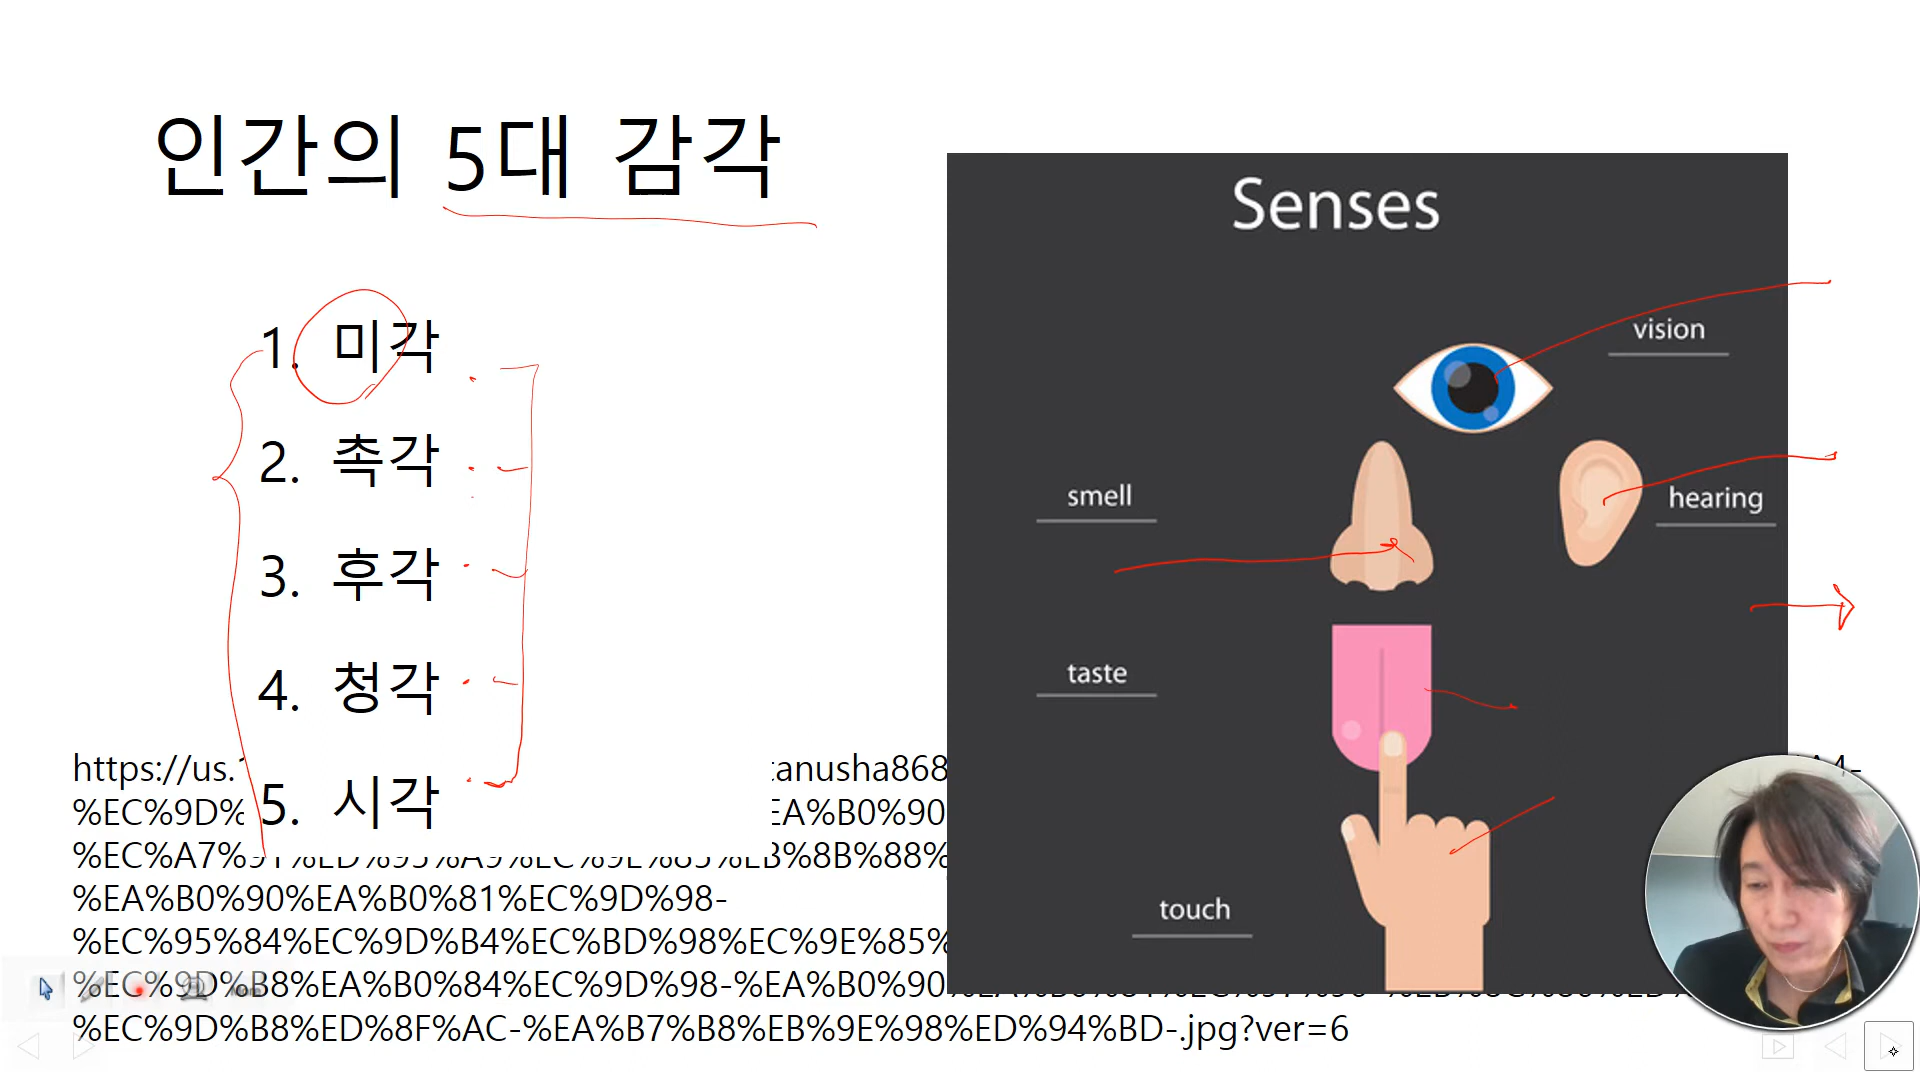 인간의 5대 감각
1. 미각
2. 촉각
3. 후각
4. 청각
5. 시각
Senses
vision
smell
hearing
taste
touch
https://us.
tanusha868
%EC%9D%
EA%B0%90
%EA%B0%90%EA%B0%81%EC%9D%98-
%EC%95%84%EC%9D%B4%EC%BD%98%EC%9E%85%
%EC%9D%B8%EA%B0%84%EC%9D%98-%EA%B0%90
%EC%9D%B8%ED%8F%AC-%EA%B7%B8%EB%9E%98%ED%94%BD-.jpg?ver=6